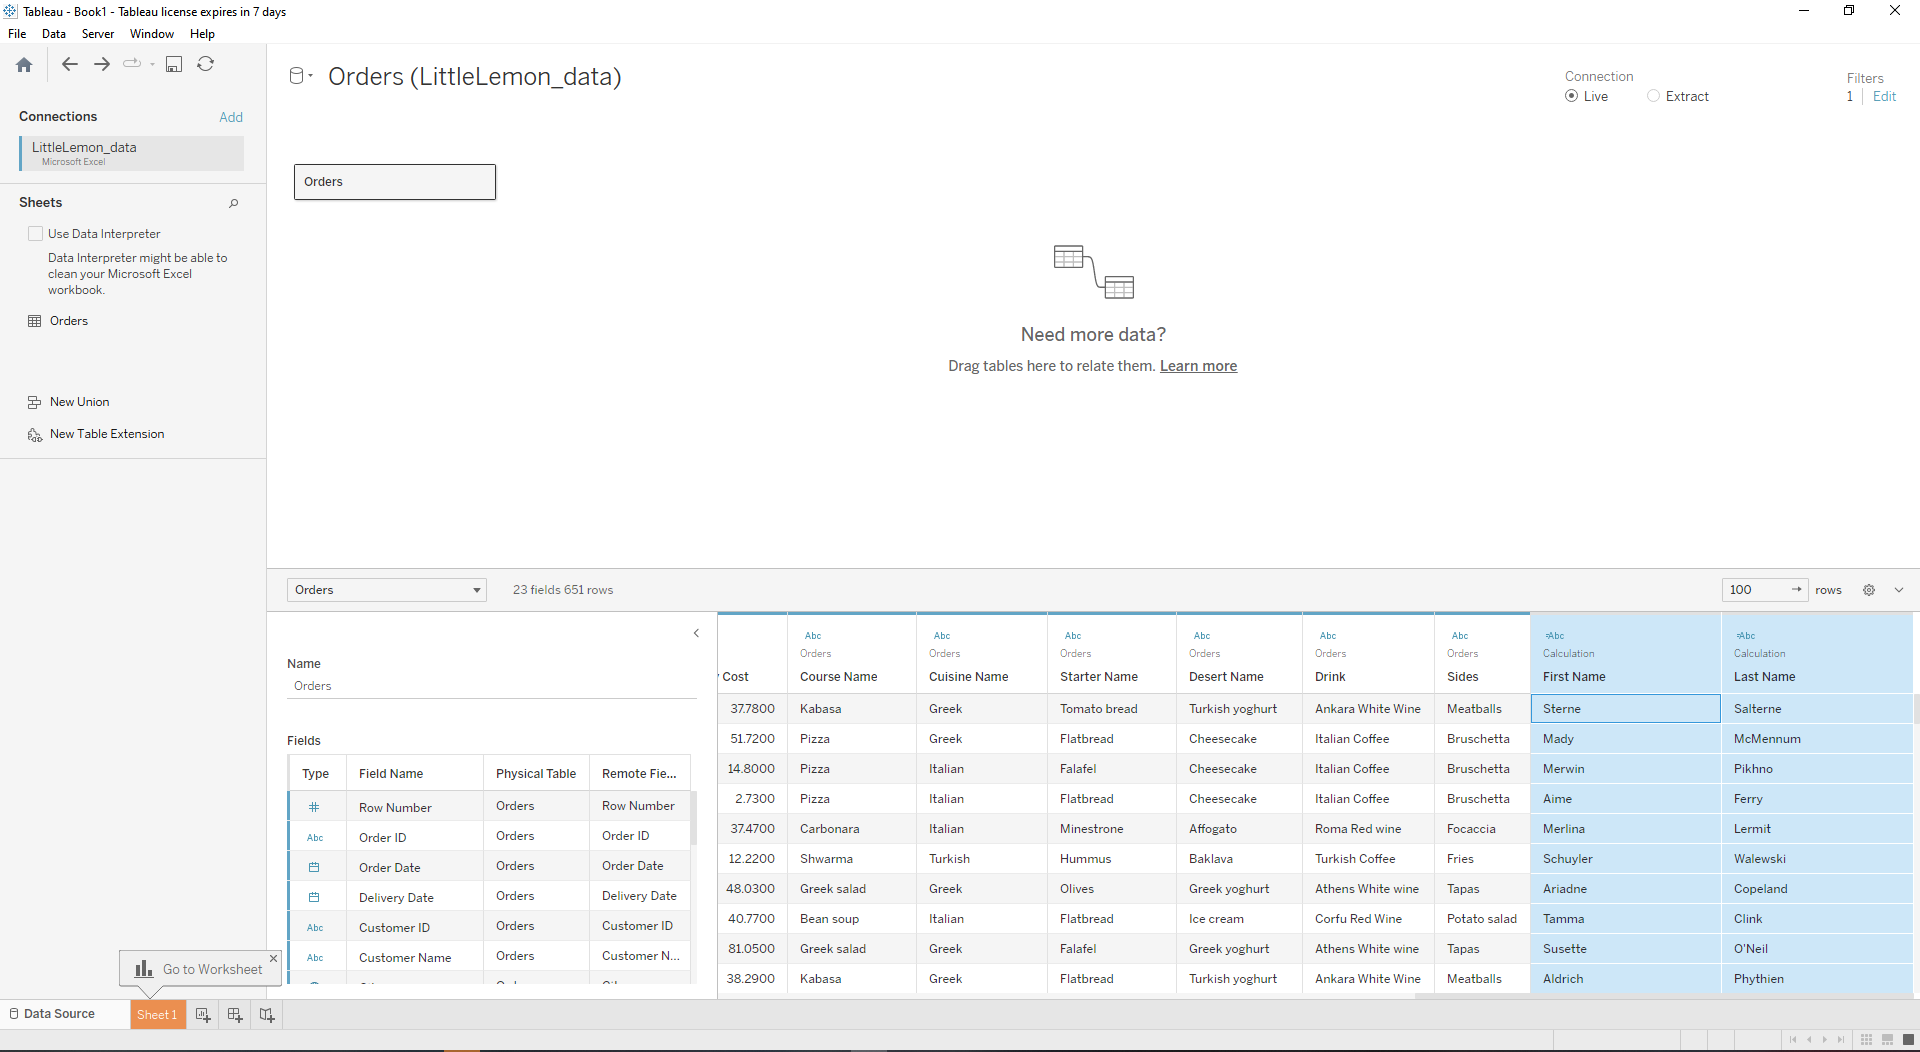 Tableau - Book1 - Tableau license expires in 7 days
File Data Server Window Help
Orders (LittleLemon_data)
Connection
Live Extract
Filters
1 Edit
Connections Add
LittleLemon_data
Microsoft Excel
Sheets
Use Data Interpreter
Data Interpreter might be able to
clean your Microsoft Excel
workbook.
Orders
New Union
New Table Extension
Orders
Need more data?
Drag tables here to relate them. Learn more
Orders 23 fields 651 rows 100 rows
Name
Orders
Fields
Type Field Name Physical Table Remote Fie...
# Row Number Orders Row Number
Abc Order ID Orders Order ID
Order Date Orders Order Date
Delivery Date Orders Delivery Date
Abc Customer ID Orders Customer ID
Abc Customer Name Orders Customer N...
Abc Abc Abc Abc Abc Abc =Abc =Abc
Orders Orders Orders Orders Orders Orders Calculation Calculation
Cost Course Name Cuisine Name Starter Name Desert Name Drink Sides First Name Last Name
37.7800 Kabasa Greek Tomato bread Turkish yoghurt Ankara White Wine Meatballs Sterne Salterne
51.7200 Pizza Greek Flatbread Cheesecake Italian Coffee Bruschetta Mady McMennum
14.8000 Pizza Italian Falafel Cheesecake Italian Coffee Bruschetta Merwin Pikhno
2.7300 Pizza Italian Flatbread Cheesecake Italian Coffee Bruschetta Aime Ferry
37.4700 Carbonara Italian Minestrone Affogato Roma Red wine Focaccia Merlina Lermit
12.2200 Shwarma Turkish Hummus Baklava Turkish Coffee Fries Schuyler Walewski
48.0300 Greek salad Greek Olives Greek yoghurt Athens White wine Tapas Ariadne Copeland
40.7700 Bean soup Italian Flatbread Ice cream Corfu Red Wine Potato salad Tamma Clink
81.0500 Greek salad Greek Falafel Greek yoghurt Athens White wine Tapas Susette O'Neil
38.2900 Kabasa Greek Flatbread Turkish yoghurt Ankara White Wine Meatballs Aldrich Phythien
Go to Worksheet
Data Source Sheet 1